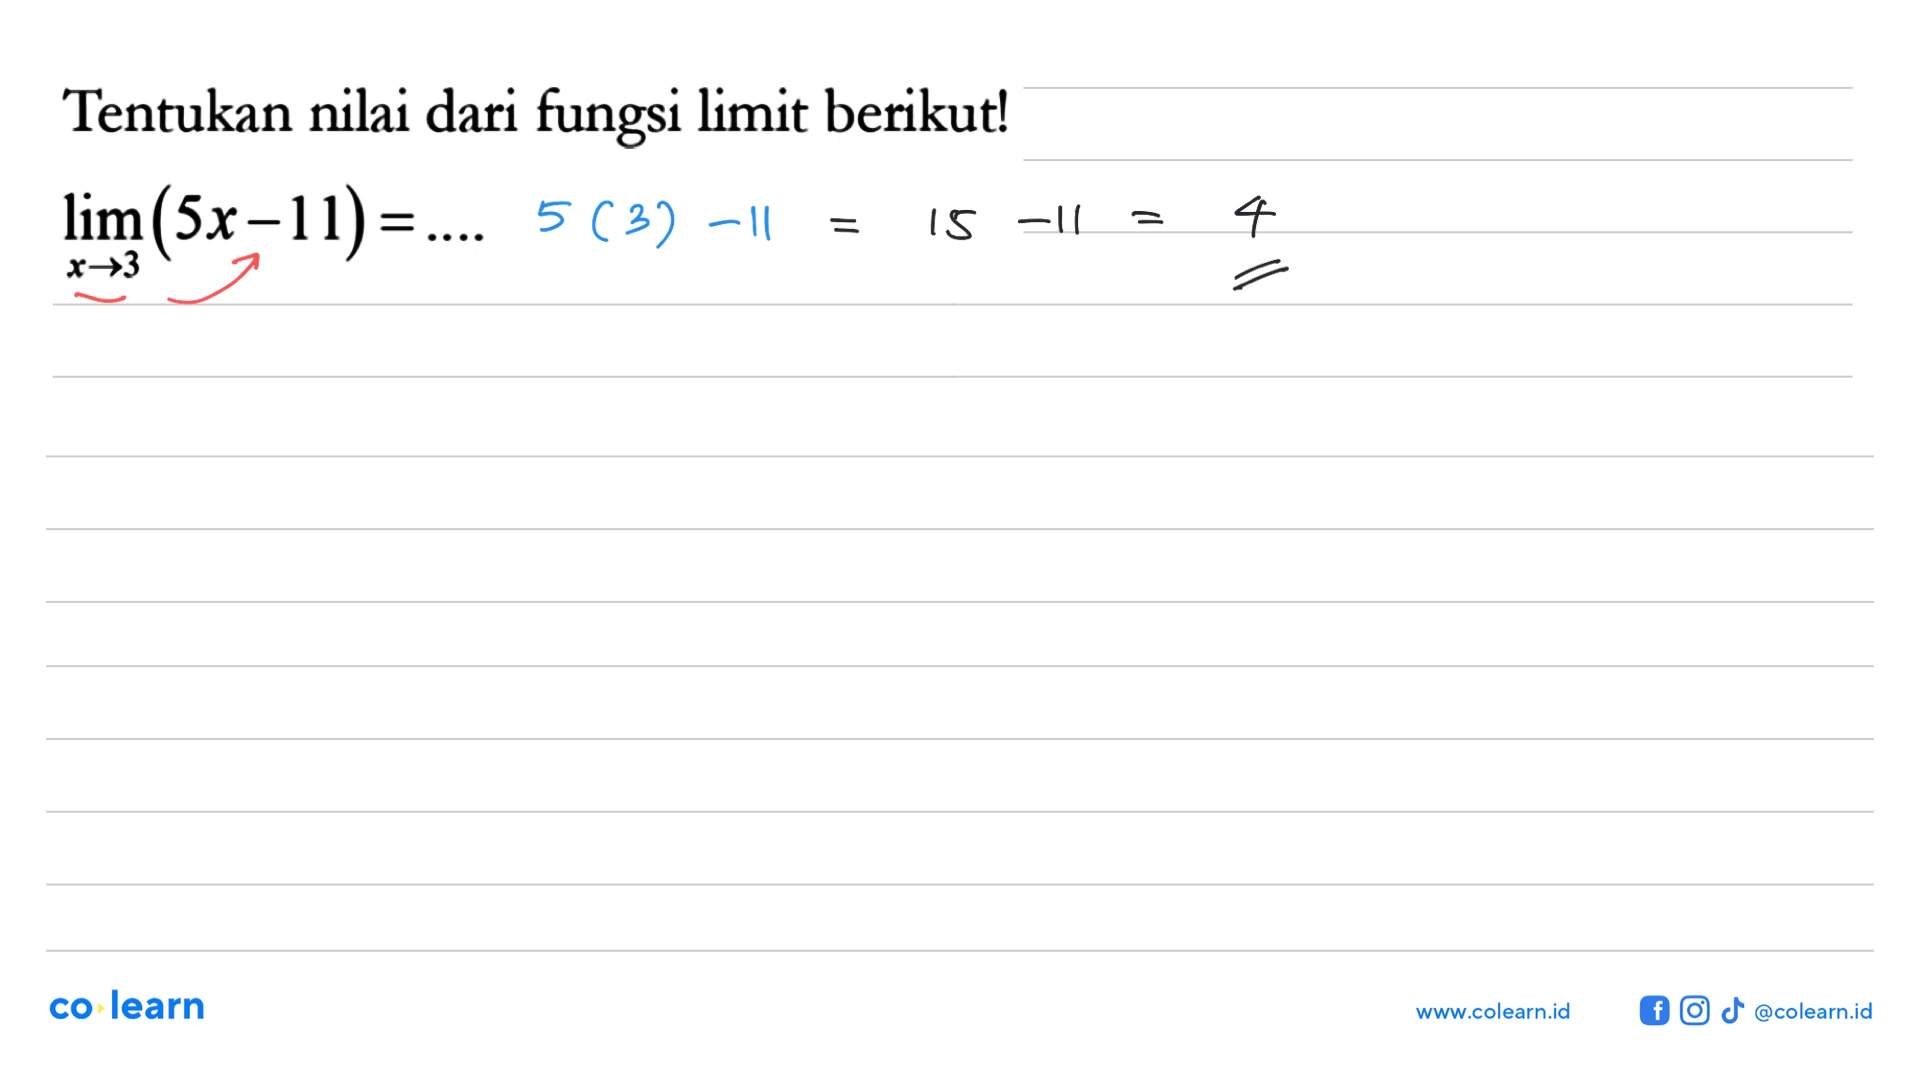 Tentukan nilai dari fungsi limit berikut!
lim (5x-11) = .... 5 (3) -11 = 15 -11 = 4
x→3
co learn
www.colearn.id @colearn.id